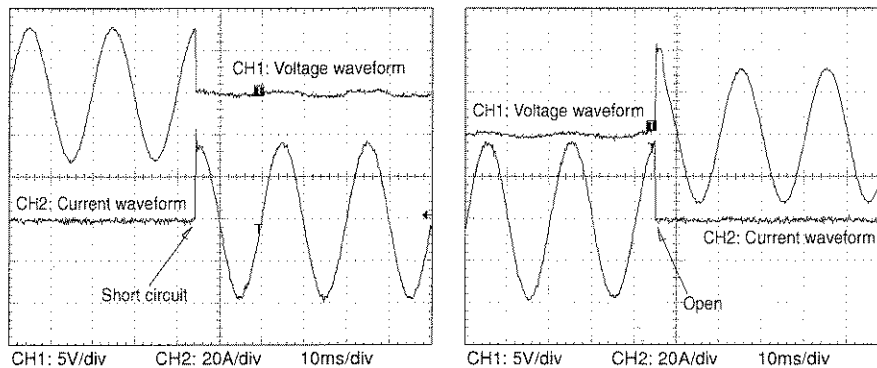 CH1: Voltage waveform
CHi2: Current waveform
T
Short circuit
CH1: 5V/div CH2: 20A/div 10ms/div
CH1: Voltage waveform
CH2: Current waveform
Open
CH1: 5V/div CH2: 20A/div 10ms/div